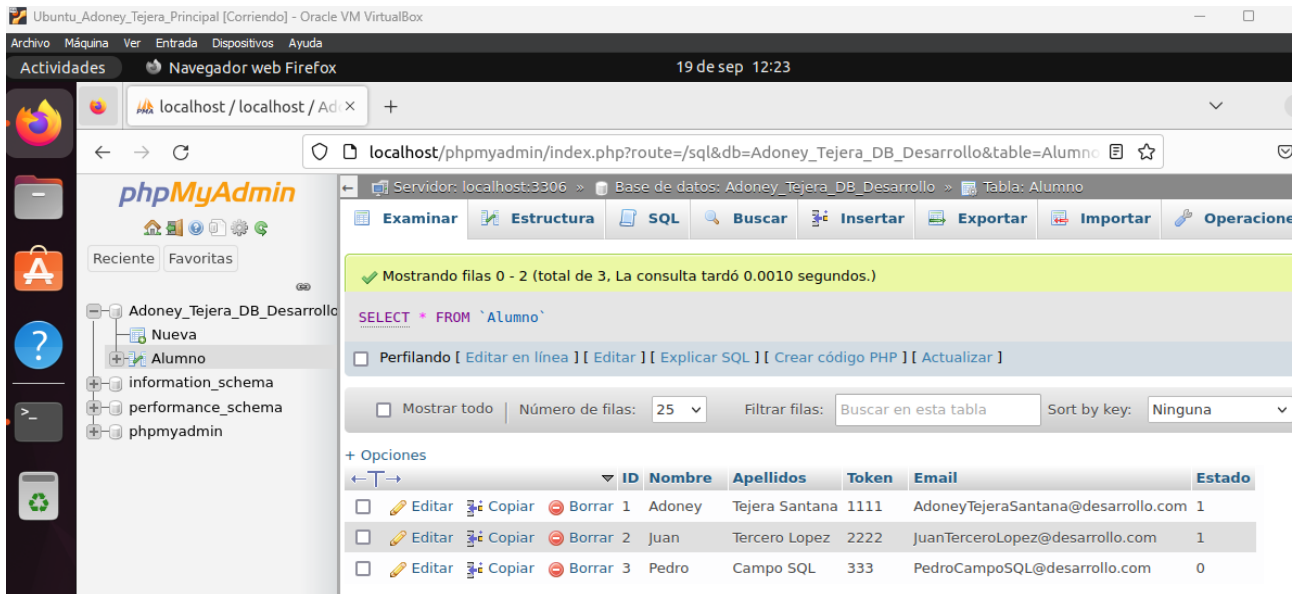 Ubuntu_Adoney_Tejera_Principal [Corriendo] - Oracle VM VirtualBox
Archivo Máquina Ver Entrada Dispositivos Ayuda
Actividades Navegador web Firefox 19 de sep 12:23
localhost / localhost / Ad
localhost/phpmyadmin/index.php?route=/sql&db=Adoney_Tejera_DB_Desarrollo&table=Alumno
phpMyAdmin
Servidor: localhost:3306 » Base de datos: Adoney_Tejera_DB_Desarrollo » Tabla: Alumno
Examinar Estructura SQL Buscar Insertar Exportar Importar Operacione
Reciente Favoritas
Mostrando filas 0 - 2 (total de 3, La consulta tardó 0.0010 segundos.)
Adoney_Tejera_DB_Desarrollo
Nueva
Alumno
information_schema
performance_schema
phpmyadmin
SELECT * FROM `Alumno`
Perfilando [ Editar en línea ] [ Editar ] [ Explicar SQL ] [ Crear código PHP ] [ Actualizar ]
Mostrar todo | Número de filas: 25 Filtrar filas: Buscar en esta tabla Sort by key: Ninguna
+ Opciones
←T→ ID Nombre Apellidos Token Email Estado
Editar Copiar Borrar 1 Adoney Tejera Santana 1111 AdoneyTejeraSantana@desarrollo.com 1
Editar Copiar Borrar 2 Juan Tercero Lopez 2222 JuanTerceroLopez@desarrollo.com 1
Editar Copiar Borrar 3 Pedro Campo SQL 333 PedroCampoSQL@desarrollo.com 0